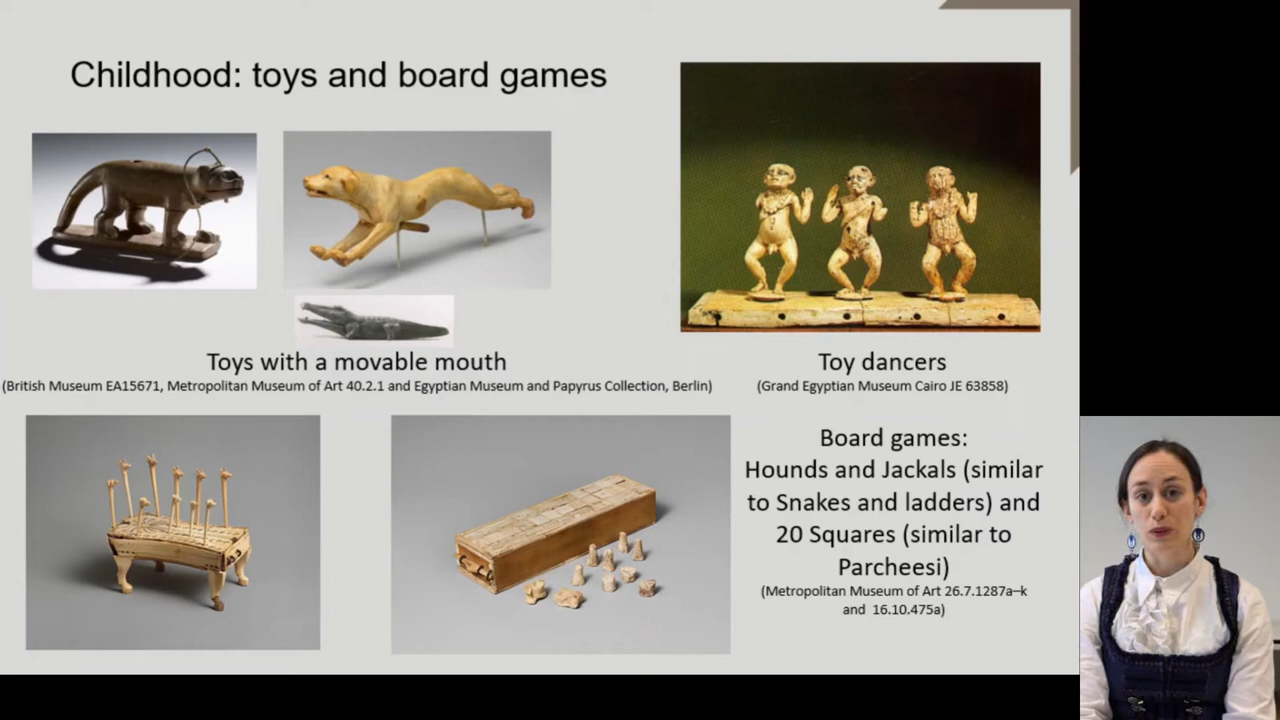 Childhood: toys and board games
Toys with a movable mouth
(British Museum EA15671, Metropolitan Museum of Art 40.2.1 and Egyptian Museum and Papyrus Collection, Berlin)
Toy dancers
(Grand Egyptian Museum Cairo JE 63858)
Board games:
Hounds and Jackals (similar
to Snakes and ladders) and
20 Squares (similar to
Parcheesi)
(Metropolitan Museum of Art 26.7.1287a–k
and 16.10.475a)